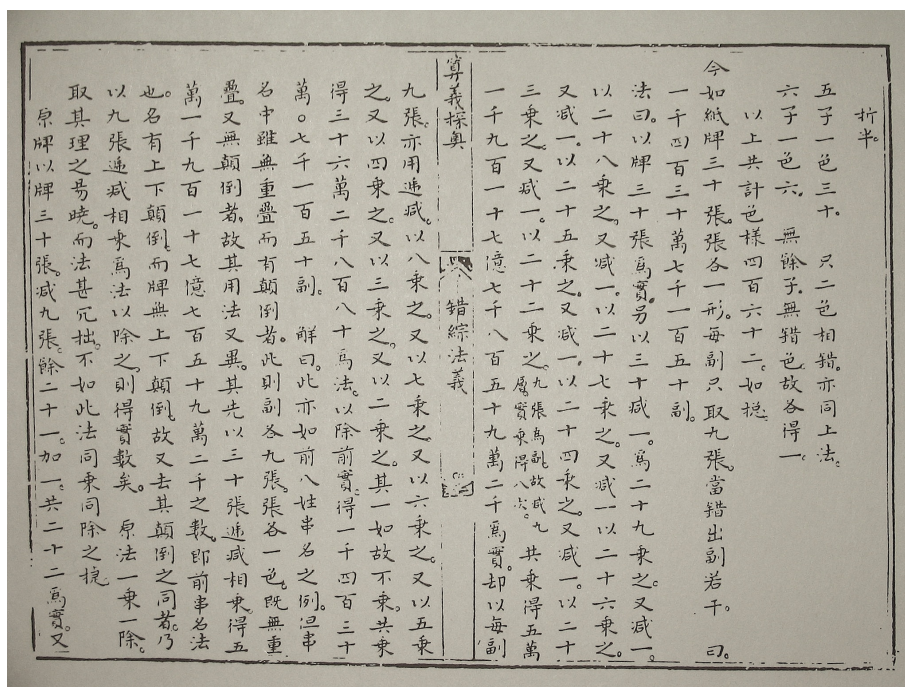 折半。
五子一色三十。只二色相錯。亦同上法。
六子一色六。無餘子。無錯色。故各得一
以上共計色樣四百六十二。如總。
今如紙牌三十張。張各一形。每副只取九張。當錯出副若干。曰。
一千四百三十萬七千一百五十副。
法曰。以牌三十張爲實。另以三十減一。爲二十九乘之。又減一。
以二十八乘之。又減一。以二十七乘之。又減一以二十六乘之。
又減一。以二十五乘之。又減一。以二十四乘之。又減一。以二十
三乘之。又減一。以二十二乘之。九張爲副。故減九層。實乘得八次。共乘得五萬
一千九百一十七億七千八百五十九萬二千爲實。却以每副
算義探奧
錯綜法義
九張。亦用遞減。以八乘之。又以七乘之。又以六乘之。又以五乘
之。又以四乘之。又以三乘之。又以二乘之。其一如故不乘。共乘
得三十六萬二千八百八十爲法。以除前實。得一千四百三十
萬〇七千一百五十副。解曰。此亦如前八姓串名之例。但串
名中雖無重疊而有顛倒者。此則副各九張。張各一色。既無重
疊。又無顛倒者。故其用法又異。其先以三十張遞減相乘。得五
萬一千九百一十七億七百五十九萬二千之數。即前串名法
也。名有上下顛倒。而牌無上下顛倒。故又去其顛倒之同者。乃
以九張遞減相乘爲法以除之。則得實數矣。原法一乘一除。
取其理之易曉。而法甚冗拙。不如此法同乘同除之捷
原牌以牌三十張。減九張。餘二十一。加一。共二十二爲實。又